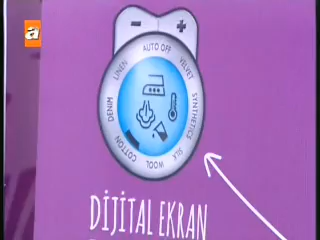 a
- +
AUTO OFF
VELVET
SYNTHETICS
SILK
WOOL
COTTON
DENIM
LINEN
DİJİTAL EKRAN